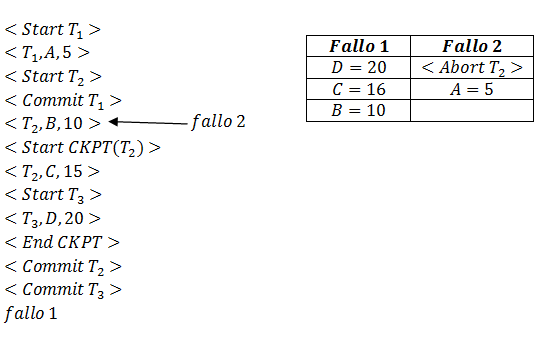 < Start T₁ >
< T₁,A,5 >
< Start T₂ >
< Commit T₁ >
< T₂,B,10 > fallo 2
< Start CKPT(T₂) >
< T₂,C,15 >
< Start T₃ >
< T₃,D,20 >
< End CKPT >
< Commit T₂ >
< Commit T₃ >
fallo 1
Fallo 1 Fallo 2
D = 20 < Abort T₂ >
C = 16 A = 5
B = 10